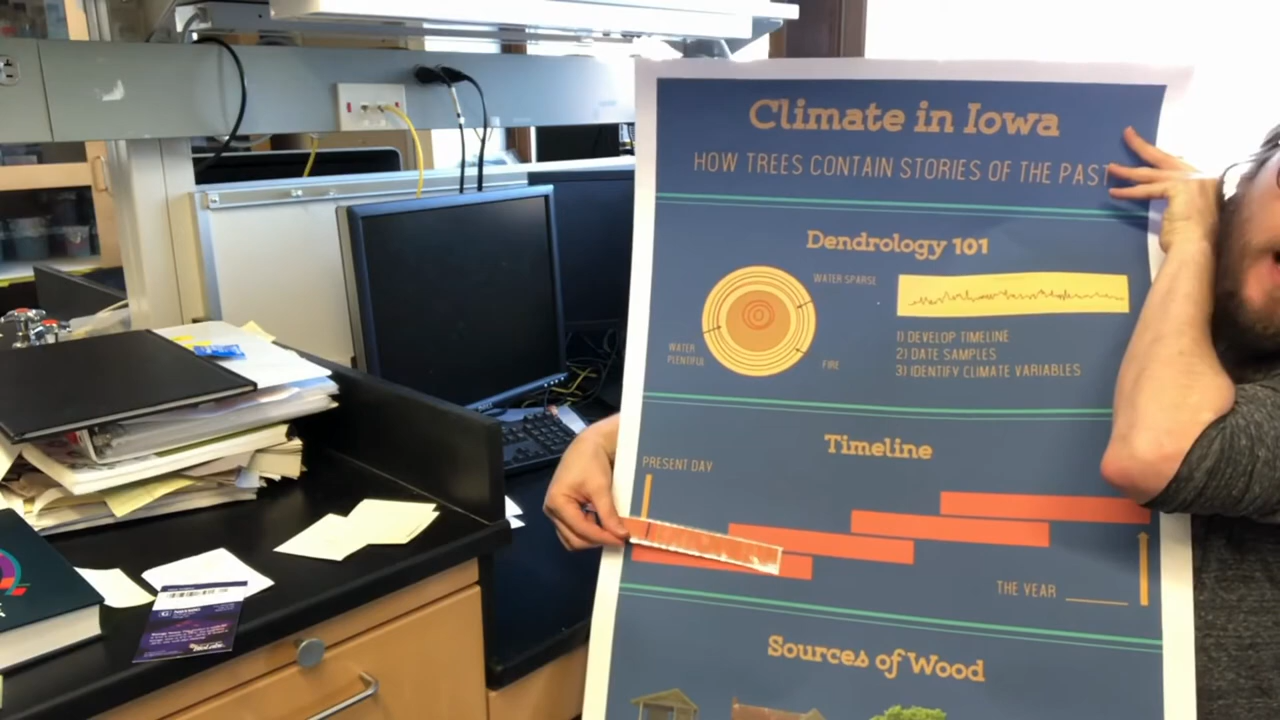 Climate in Iowa
HOW TREES CONTAIN STORIES OF THE PAST
Dendrology 101
WATER SPARSE
WATER
PLENTIFUL
FIRE
1) DEVELOP TIMELINE
2) DATE SAMPLES
3) IDENTIFY CLIMATE VARIABLES
Timeline
PRESENT DAY
THE YEAR ______
Sources of Wood